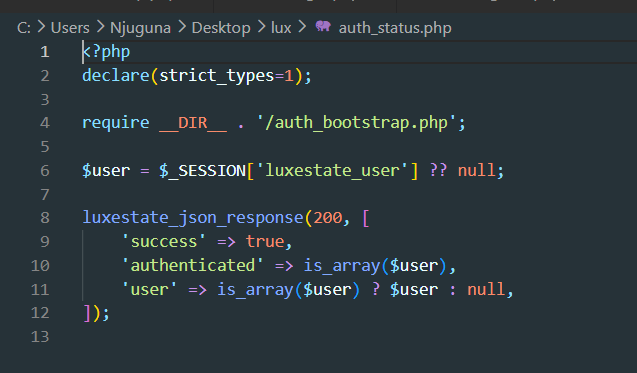 C: > Users > Njuguna > Desktop > lux > auth_status.php
1 <?php
2 declare(strict_types=1);
3
4 require __DIR__ . '/auth_bootstrap.php';
5
6 $user = $_SESSION['luxestate_user'] ?? null;
7
8 luxestate_json_response(200, [
9     'success' => true,
10     'authenticated' => is_array($user),
11     'user' => is_array($user) ? $user : null,
12 ]);
13